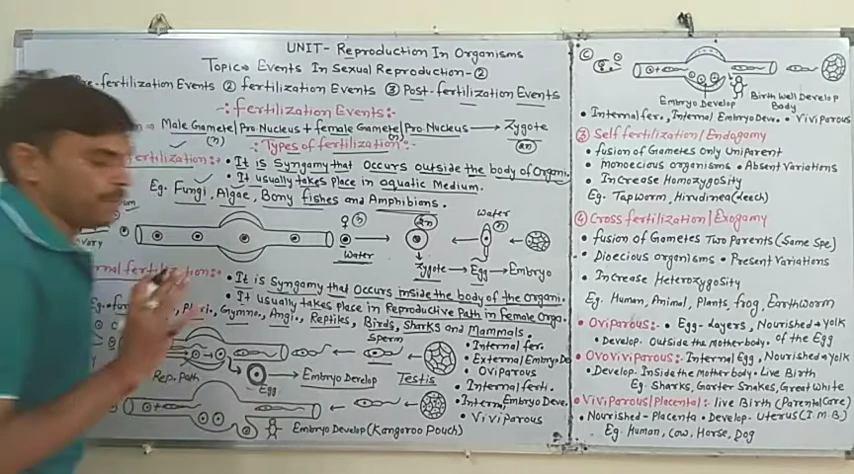 UNIT- Reproduction In Organisms
Topic→ Events In Sexual Reproduction-②
Pre-fertilization Events ② fertilization Events ③ Post-fertilization Events
-:fertilization Events:-
Male Gamete/Pro Nucleus + female Gamete/Pro Nucleus → Zygote
(n) (n) (2n)
-:Types of fertilization:-
fertilization:- • It is Syngamy that Occurs outside the body of Organi.
• It usually takes place in aquatic Medium.
Eg. Fungi, Algae, Bony fishes and Amphibians.
♀ (n) (2n) Water
Water
Zygote → Egg → Embryo
fertilization:- • It is Syngamy that Occurs inside the body of the organi.
• It usually takes place in Reproductive Path in Female Orga.
Gymno., Angi., Reptiles, Birds, Sharks and Mammals.
Sperm
• Internal fer.
• External Embryo De
• Oviparous
Rep. Path
Egg
Embryo Develop
Testis
• Internal ferti.
• Intern. Embryo Deve.
• Viviparous
Embryo Develop (Kangaroo Pouch)
Ⓒ
Embryo Develop
Birth Well Develop
Body
• Internal fer., Internal Embryo Deve. • Viviparous
③ Self fertilization/Endogamy
• fusion of Gametes Only Uniparent
• monoecious organisms • Absent Variations
• Increase Homozygosity
Eg: Tapworm, Hirudinea(leech)
④ Cross fertilization/Exogamy
• fusion of Gametes Two Parents (Same Spe.)
• Dioecious organisms • Present Variations
• Increase Heterozygosity
Eg. Human, Animal, Plants, frog, Earthworm
• Oviparous:- • Egg-Layers, Nourished→yolk
• Develop. Outside the Motherbody. of the Egg
• Ovoviviparous:- Internal Egg, Nourished→yolk
• Develop. Inside the Mother body • Live Birth
Eg: Sharks, Garter Snakes, Great White
• Viviparous/Placental: live Birth (Parental Care)
• Nourished-Placenta • Develop- Uterus (I.M.B.)
Eg. Human, Cow, Horse, Dog